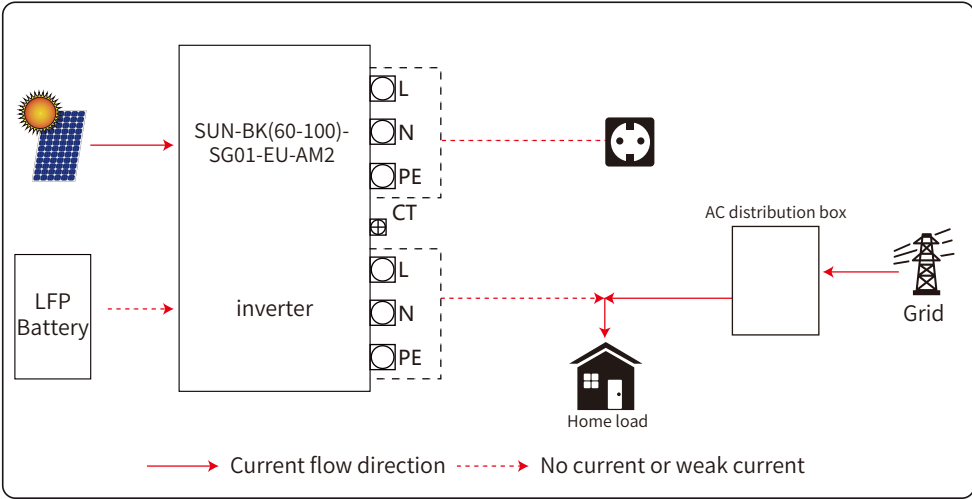 SUN-BK(60-100)-
SG01-EU-AM2
inverter
L
N
PE
CT
L
N
PE
LFP
Battery
AC distribution box
Grid
Home load
Current flow direction
No current or weak current